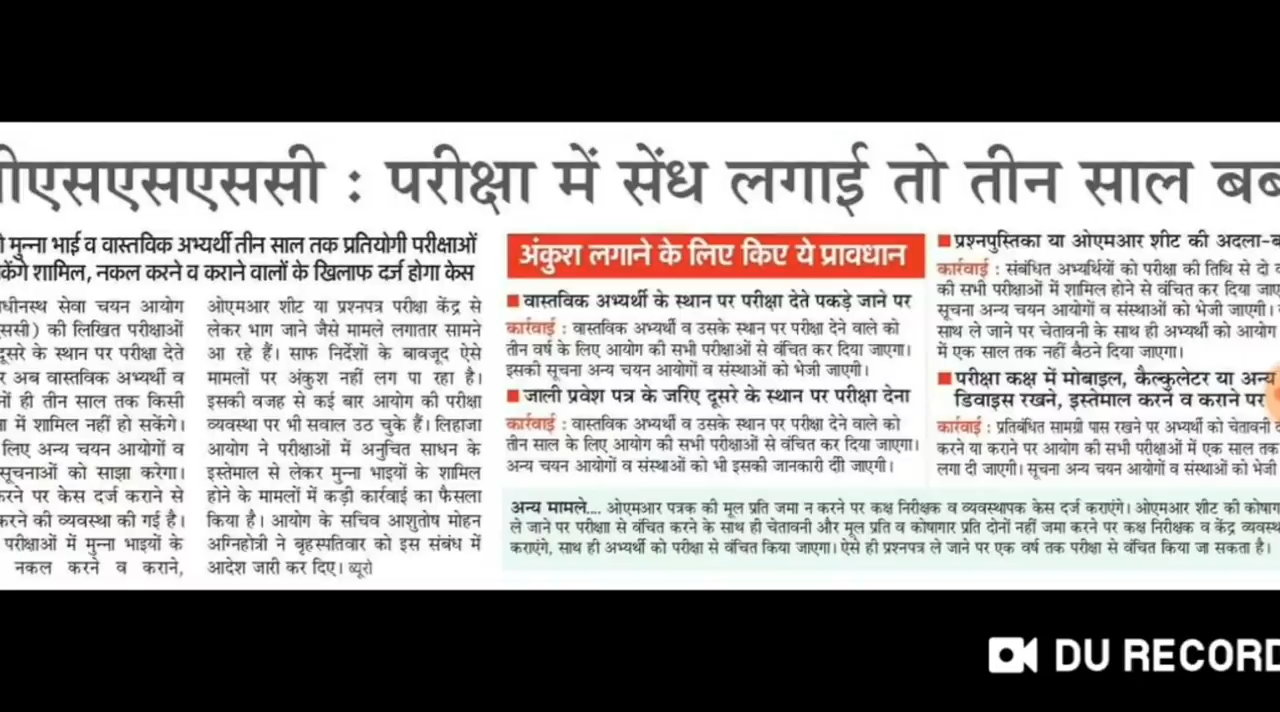 ीएसएसएससी : परीक्षा में सेंध लगाई तो तीन साल बब
मुन्ना भाई व वास्तविक अभ्यर्थी तीन साल तक प्रतियोगी परीक्षाओं
केंगे शामिल, नकल करने व कराने वालों के खिलाफ दर्ज होगा केस
धीनस्थ सेवा चयन आयोग
एससी) की लिखित परीक्षाओं
दूसरे के स्थान पर परीक्षा देते
र अब वास्तविक अभ्यर्थी व
नों ही तीन साल तक किसी
ा में शामिल नहीं हो सकेंगे।
लिए अन्य चयन आयोगों व
सूचनाओं को साझा करेगा।
करने पर केस दर्ज कराने से
करने की व्यवस्था की गई है।
परीक्षाओं में मुन्ना भाइयों के
नकल करने व कराने,
ओएमआर शीट या प्रश्नपत्र परीक्षा केंद्र से
लेकर भाग जाने जैसे मामले लगातार सामने
आ रहे हैं। साफ निर्देशों के बावजूद ऐसे
मामलों पर अंकुश नहीं लग पा रहा है।
इसकी वजह से कई बार आयोग की परीक्षा
व्यवस्था पर भी सवाल उठ चुके हैं। लिहाजा
आयोग ने परीक्षाओं में अनुचित साधन के
इस्तेमाल से लेकर मुन्ना भाइयों के शामिल
होने के मामलों में कड़ी कार्रवाई का फैसला
किया है। आयोग के सचिव आशुतोष मोहन
अग्निहोत्री ने बृहस्पतिवार को इस संबंध में
आदेश जारी कर दिए। ब्यूरो
अंकुश लगाने के लिए किए ये प्रावधान
■ वास्तविक अभ्यर्थी के स्थान पर परीक्षा देते पकड़े जाने पर
कार्रवाई : वास्तविक अभ्यर्थी व उसके स्थान पर परीक्षा देने वाले को
तीन वर्ष के लिए आयोग की सभी परीक्षाओं से वंचित कर दिया जाएगा।
इसकी सूचना अन्य चयन आयोगों व संस्थाओं को भेजी जाएगी।
■ जाली प्रवेश पत्र के जरिए दूसरे के स्थान पर परीक्षा देना
कार्रवाई : वास्तविक अभ्यर्थी व उसके स्थान पर परीक्षा देने वाले को
तीन साल के लिए आयोग की सभी परीक्षाओं से वंचित कर दिया जाएगा।
अन्य चयन आयोगों व संस्थाओं को भी इसकी जानकारी दी जाएगी।
■ प्रश्नपुस्तिका या ओएमआर शीट की अदला-ब
कार्रवाई : संबंधित अभ्यर्थियों को परीक्षा की तिथि से दो व
की सभी परीक्षाओं में शामिल होने से वंचित कर दिया जाए
सूचना अन्य चयन आयोगों व संस्थाओं को भेजी जाएगी।
साथ ले जाने पर चेतावनी के साथ ही अभ्यर्थी को आयोग
में एक साल तक नहीं बैठने दिया जाएगा।
■ परीक्षा कक्ष में मोबाइल, कैल्कुलेटर या अन्य
डिवाइस रखने, इस्तेमाल करने व कराने पर
कार्रवाई : प्रतिबंधित सामग्री पास रखने पर अभ्यर्थी को चेतावनी द
करने या कराने पर आयोग की सभी परीक्षाओं में एक साल तक
लगा दी जाएगी। सूचना अन्य चयन आयोगों व संस्थाओं को भेजी
अन्य मामले.... ओएमआर पत्रक की मूल प्रति जमा न करने पर कक्ष निरीक्षक व व्यवस्थापक केस दर्ज कराएंगे। ओएमआर शीट की कोषाग
ले जाने पर परीक्षा से वंचित करने के साथ ही चेतावनी और मूल प्रति व कोषागार प्रति दोनों नहीं जमा करने पर कक्ष निरीक्षक व केंद्र व्यवस्
कराएंगे, साथ ही अभ्यर्थी को परीक्षा से वंचित किया जाएगा। ऐसे ही प्रश्नपत्र ले जाने पर एक वर्ष तक परीक्षा से वंचित किया जा सकता है।
DU RECORD